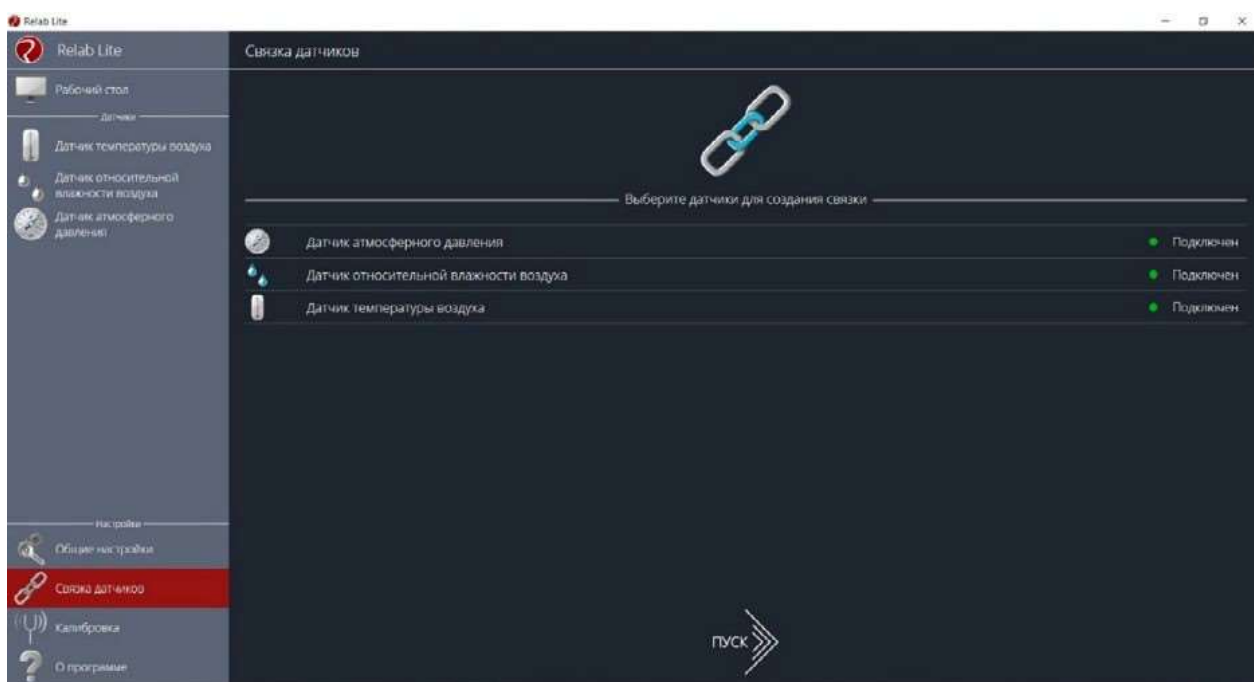 Relab Lite
Relab Lite
Рабочий стол
Датчики
Датчик температуры воздуха
Датчик относительной
влажности воздуха
Датчик атмосферного
давления
Настройки
Общие настройки
Связка датчиков
Калибровка
О программе
Связка датчиков
Выберите датчики для создания связки
Датчик атмосферного давления
Подключен
Датчик относительной влажности воздуха
Подключен
Датчик температуры воздуха
Подключен
ПУСК